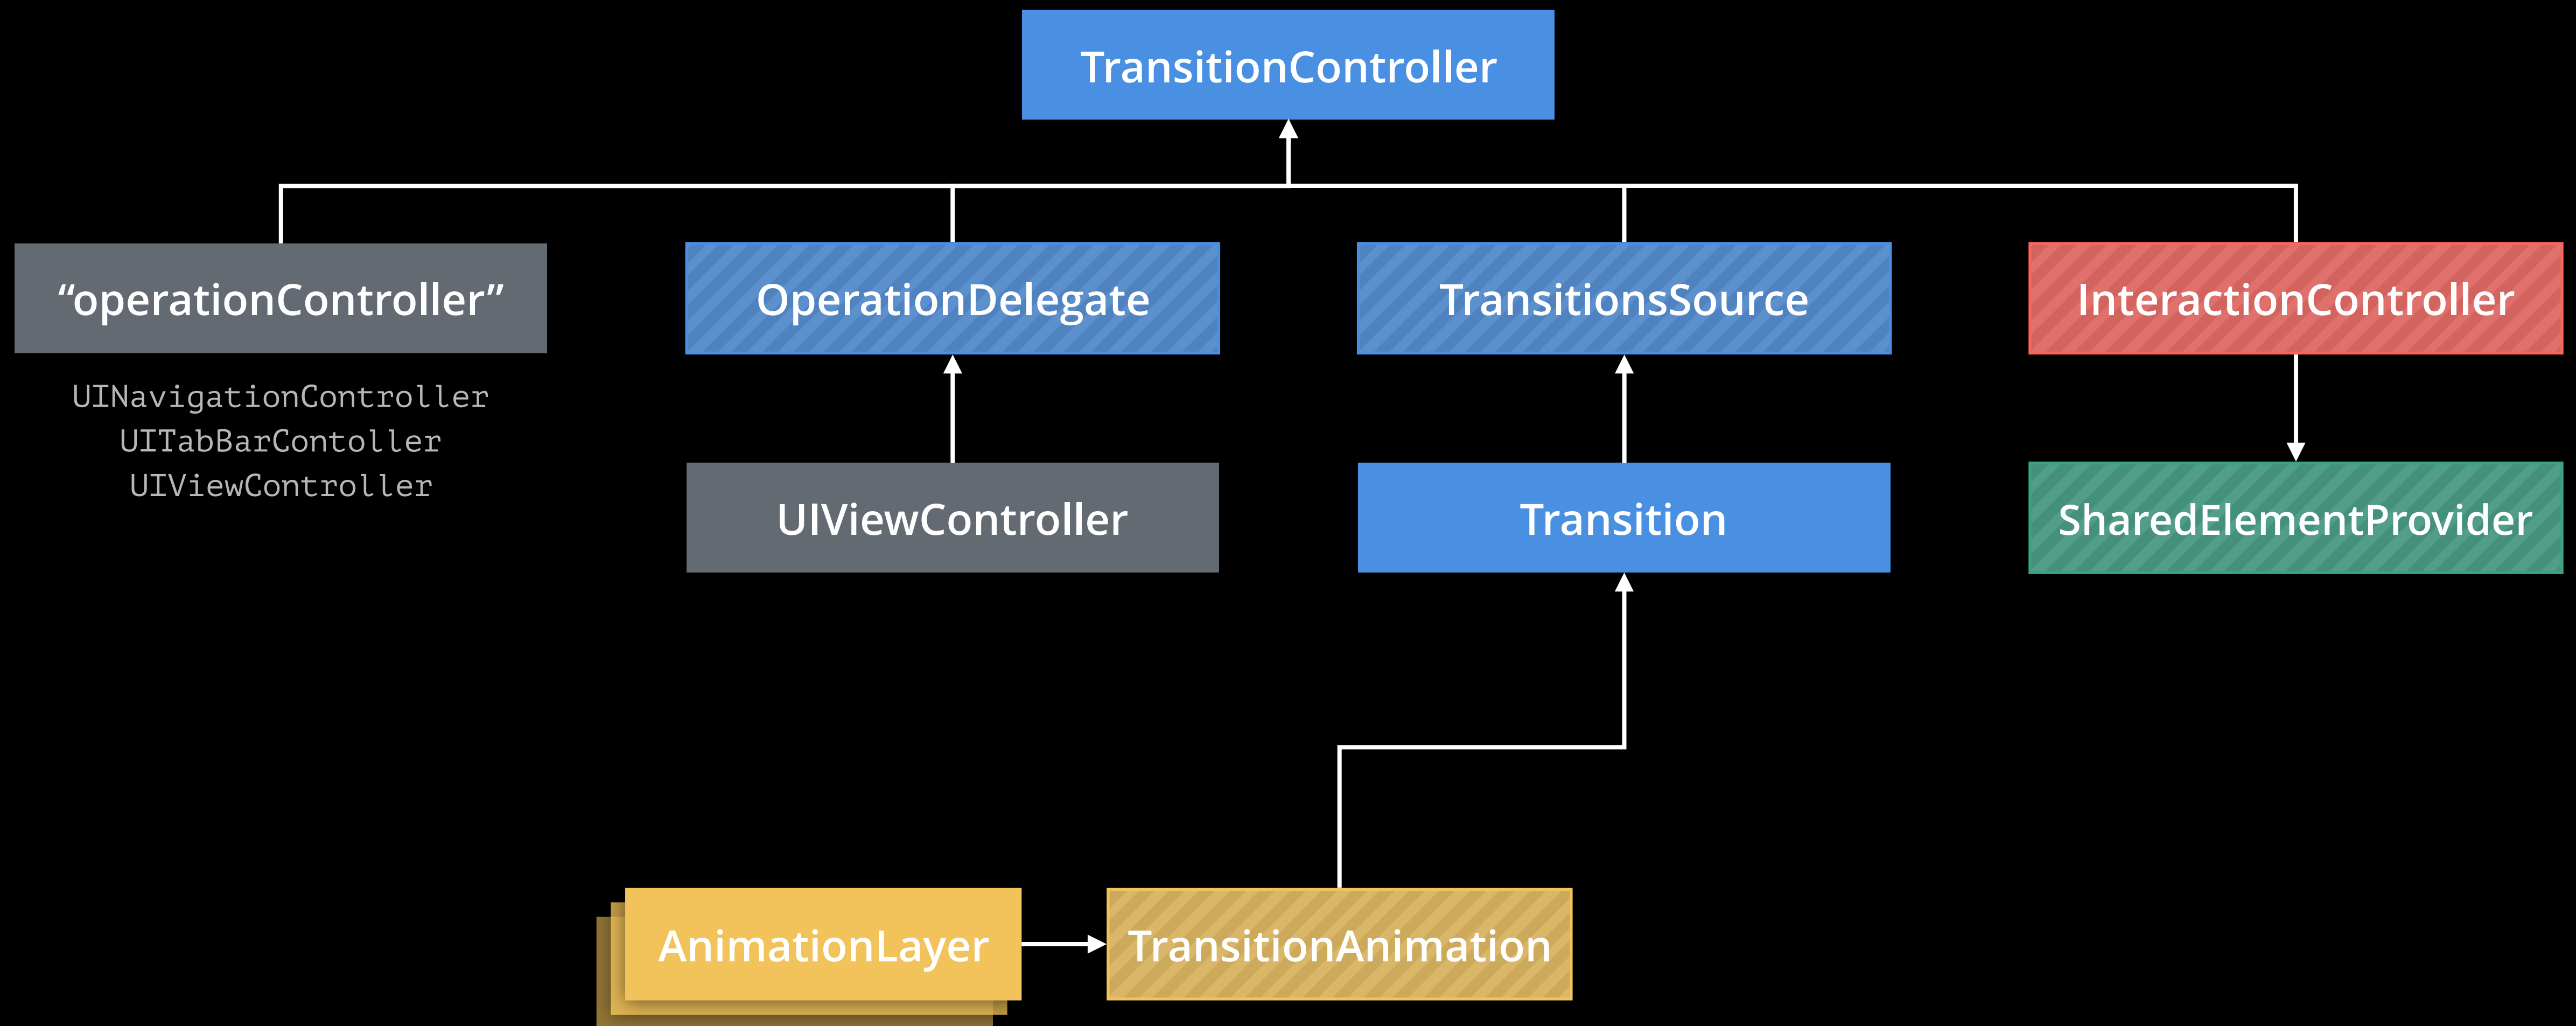 TransitionController
“operationController”
OperationDelegate
TransitionsSource
InteractionController
UINavigationController
UITabBarContoller
UIViewController
UIViewController
Transition
SharedElementProvider
AnimationLayer
TransitionAnimation